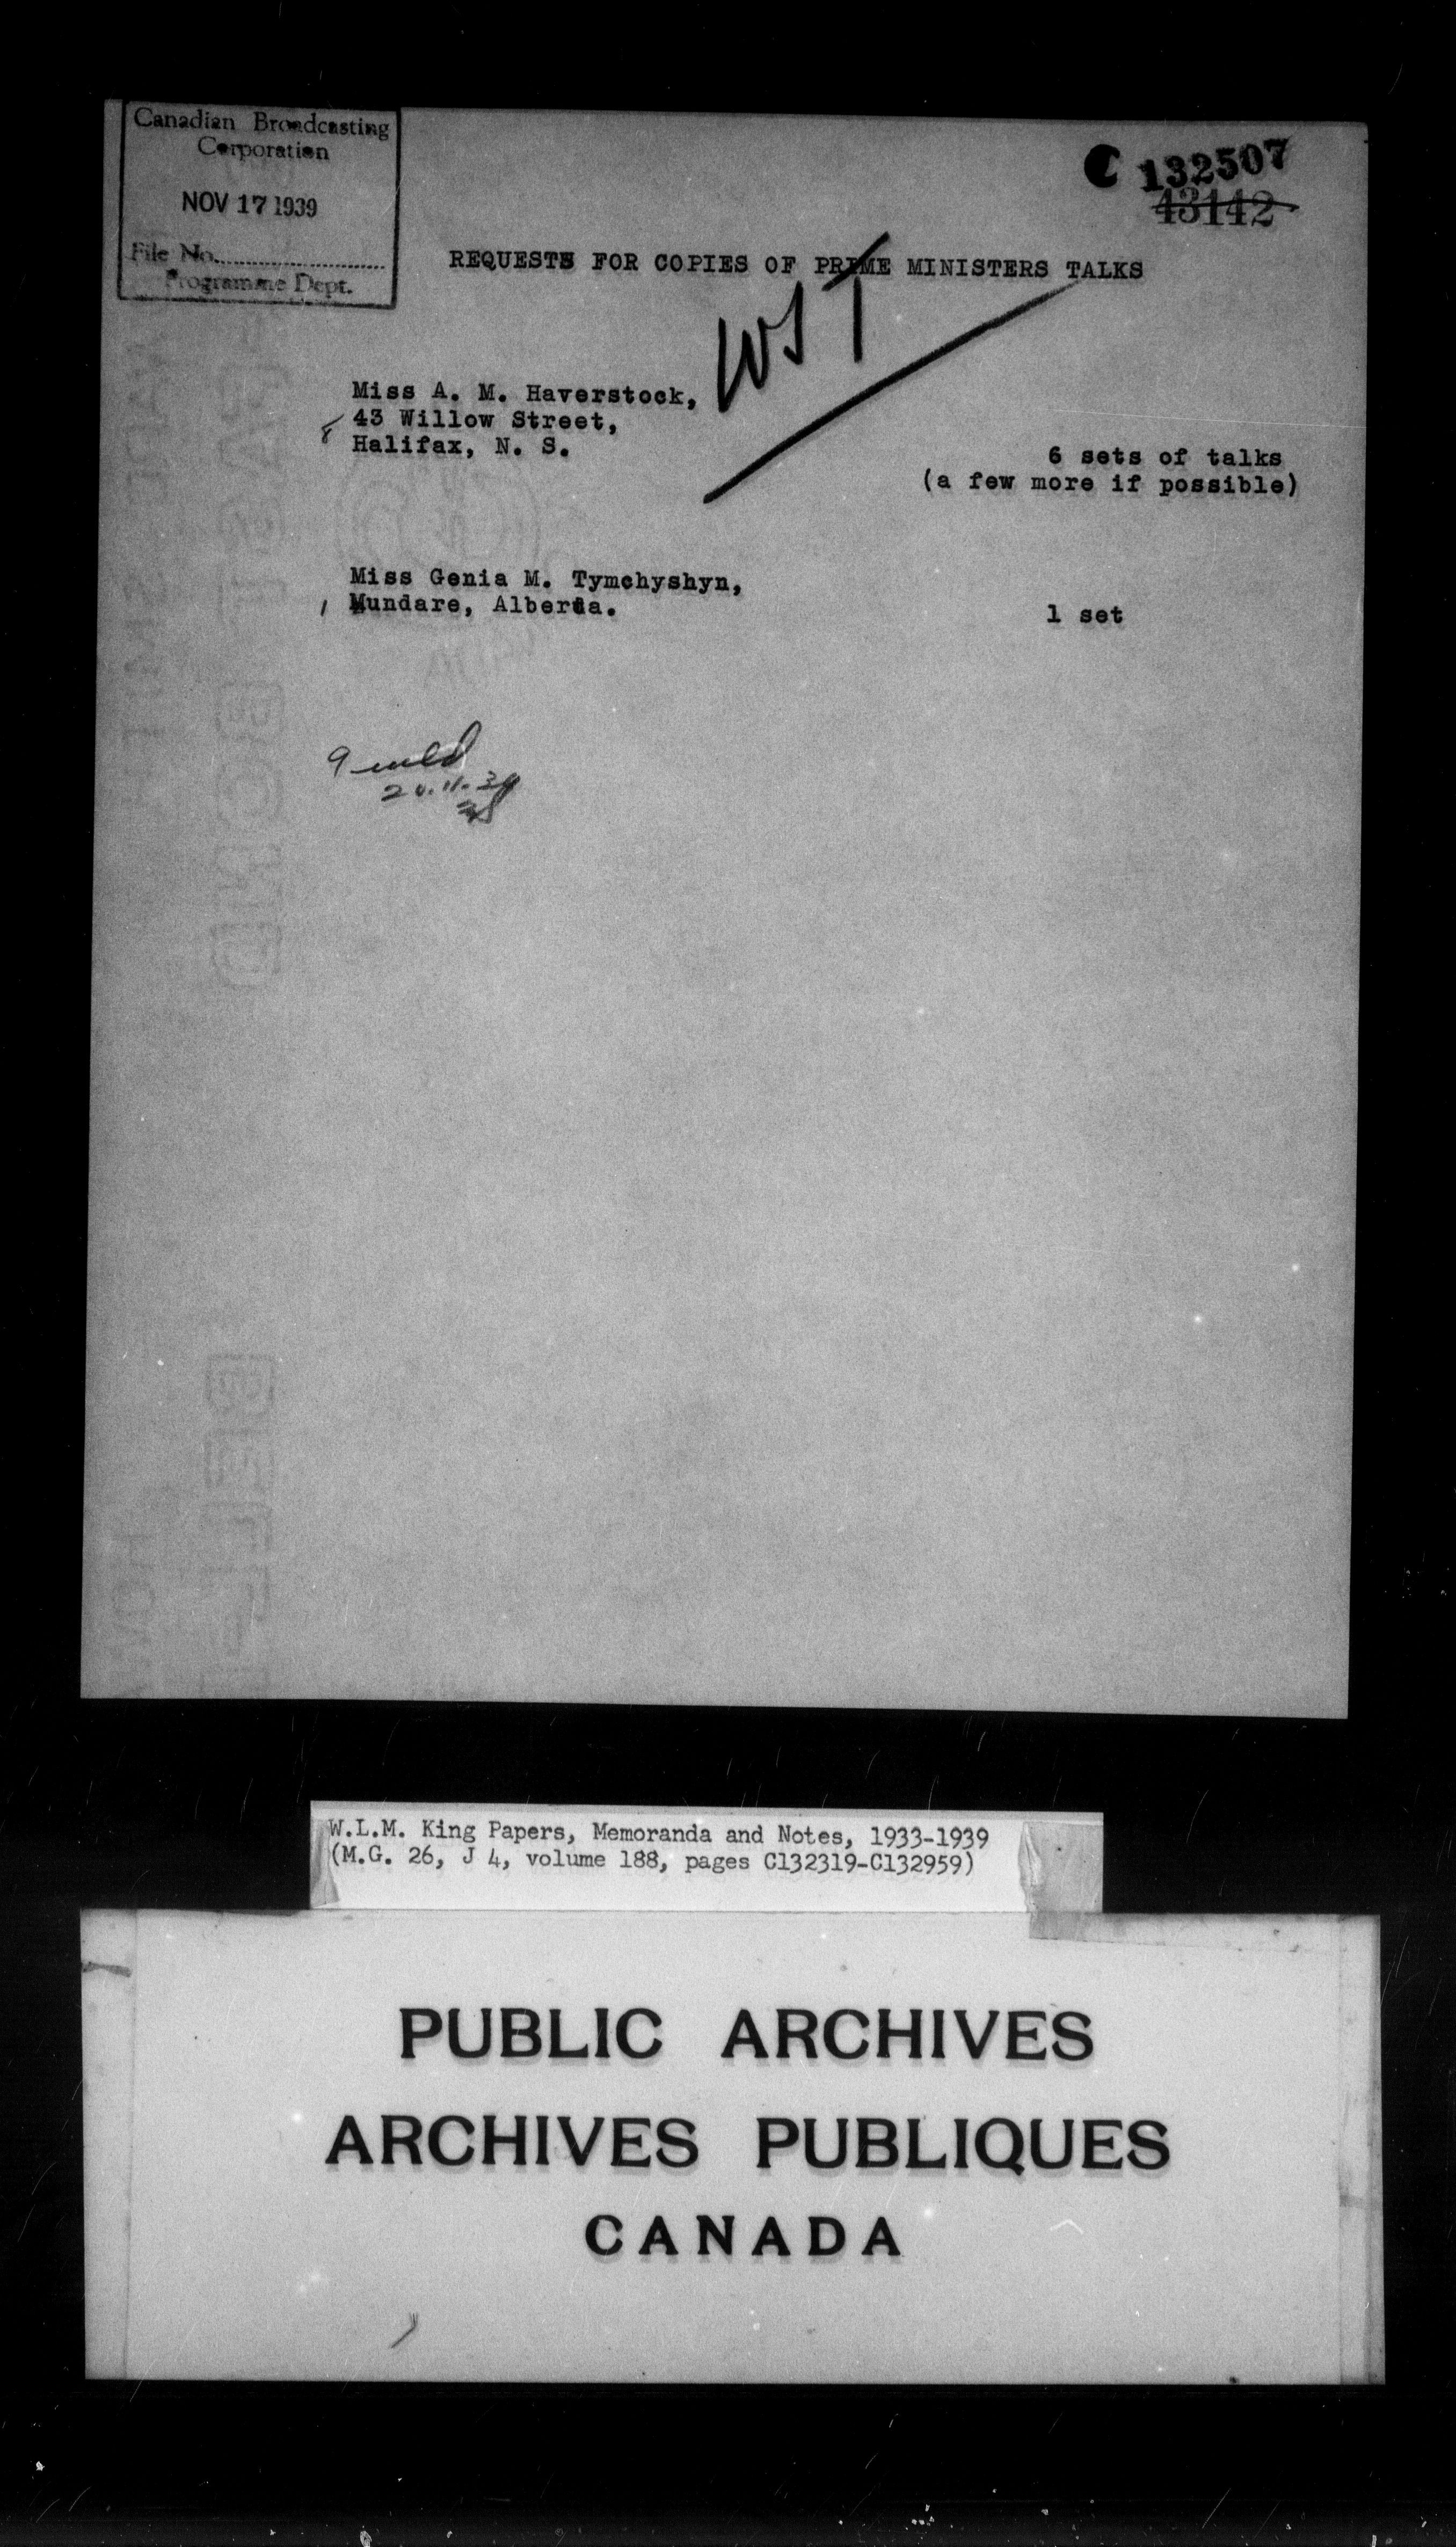 Canadian Broadcasting
Corporation
NOV 17 1939
File No.
Programme Dept.
C 132507
43142
REQUESTS FOR COPIES OF PRIME MINISTERS TALKS
WST
Miss A. M. Haverstock,
8 43 Willow Street,
Halifax, N. S.
6 sets of talks
(a few more if possible)
Miss Genia M. Tymchyshyn,
1 Mundare, Alberta.
1 set
9
20.11.39
W.L.M. King Papers, Memoranda and Notes, 1933-1939
(M.G. 26, J 4, volume 188, pages C132319-C132959)
PUBLIC ARCHIVES
ARCHIVES PUBLIQUES
CANADA